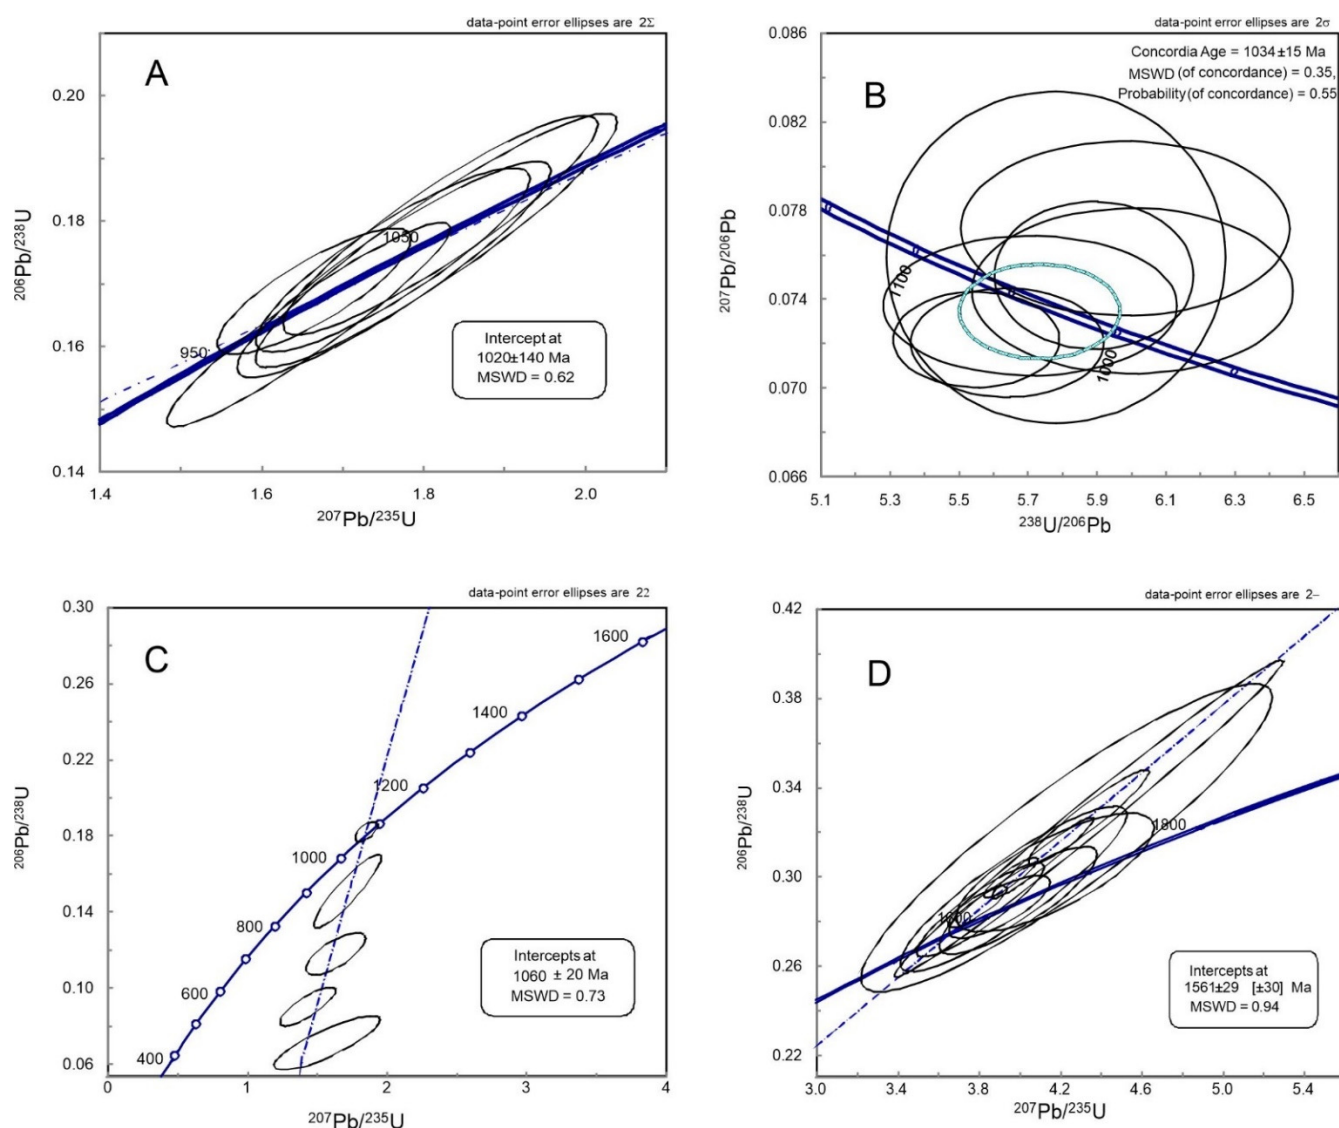 data-point error ellipses are 2Σ
A
0.20
0.18
0.16
0.14
²⁰⁶Pb/²³⁸U
1050
950
Intercept at
1020±140 Ma
MSWD = 0.62
1.4
1.6
1.8
2.0
²⁰⁷Pb/²³⁵U
data-point error ellipses are 2σ
Concordia Age = 1034±15 Ma
MSWD (of concordance) = 0.35,
Probability (of concordance) = 0.55
B
0.086
0.082
0.078
0.074
0.070
0.066
²⁰⁷Pb/²⁰⁶Pb
1100
1000
5.1
5.3
5.5
5.7
5.9
6.1
6.3
6.5
²³⁸U/²⁰⁶Pb
data-point error ellipses are 2Σ
C
0.30
0.26
0.22
0.18
0.14
0.10
0.06
²⁰⁶Pb/²³⁸U
1600
1400
1200
1000
800
600
400
Intercepts at
1060 ± 20 Ma
MSWD = 0.73
0
1
2
3
4
²⁰⁷Pb/²³⁵U
data-point error ellipses are 2–
D
0.42
0.38
0.34
0.30
0.26
0.22
²⁰⁶Pb/²³⁸U
1800
1600
Intercepts at
1561±29 [±30] Ma
MSWD = 0.94
3.0
3.4
3.8
4.2
4.6
5.0
5.4
²⁰⁷Pb/²³⁵U